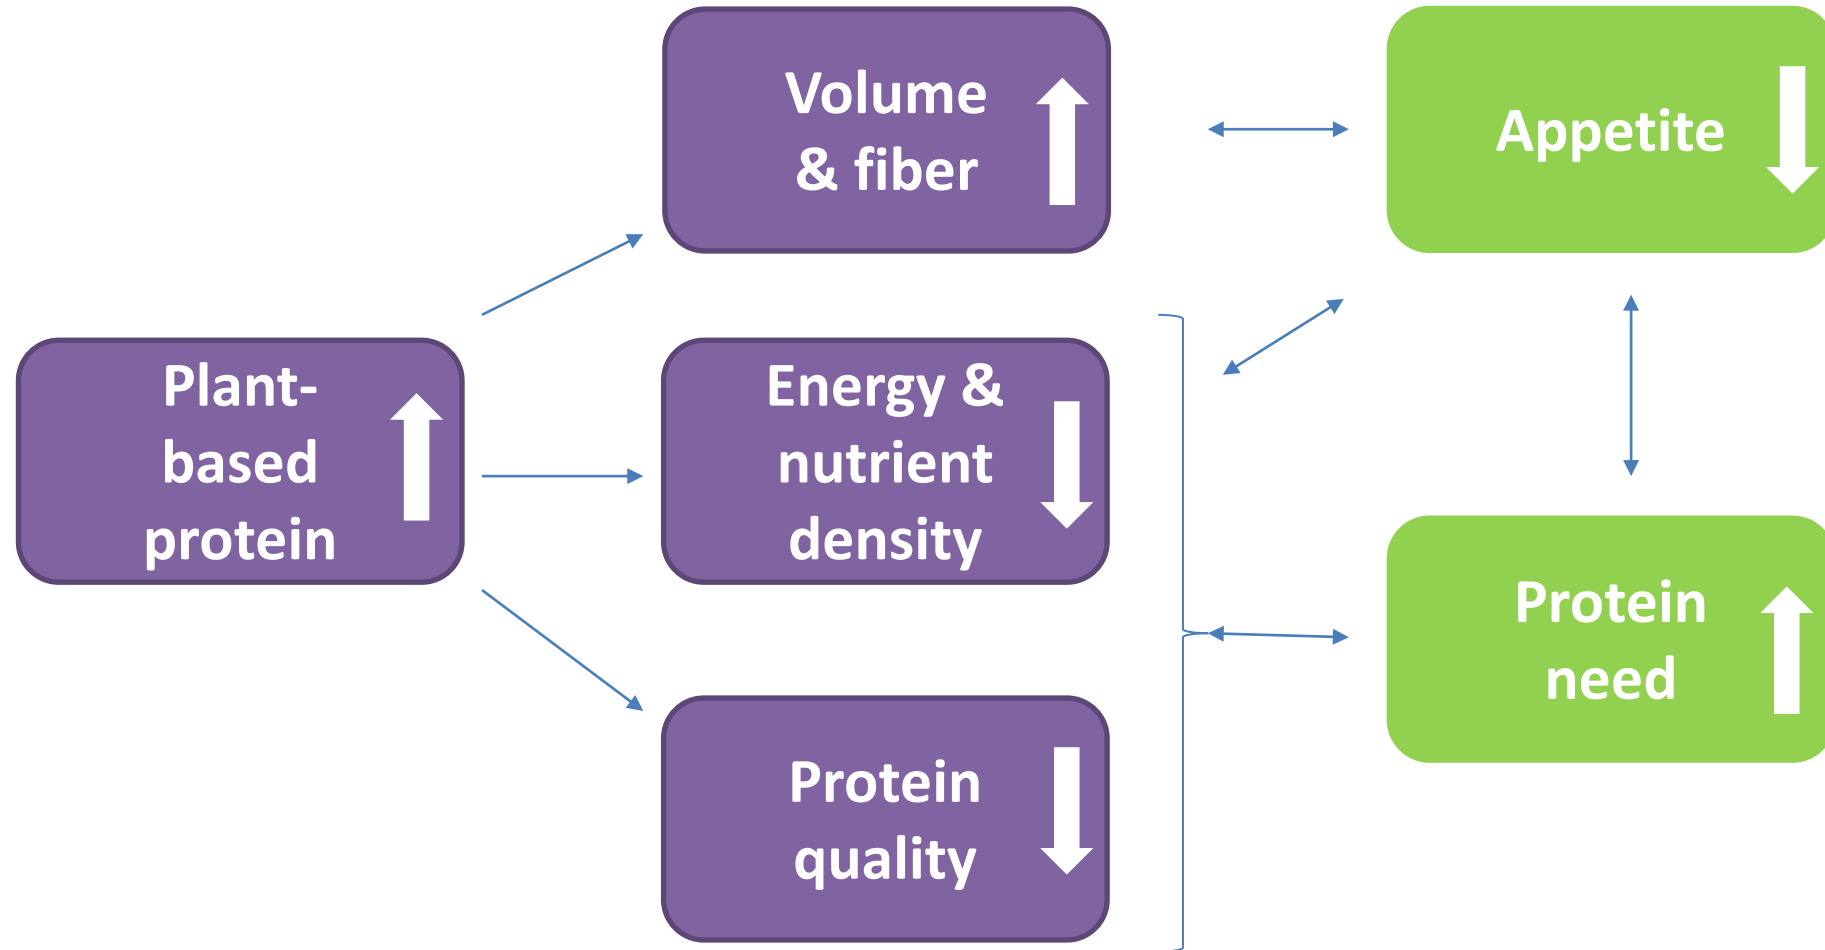 Volume
& fiber
Appetite
Plant-
based
protein
Energy &
nutrient
density
Protein
need
Protein
quality